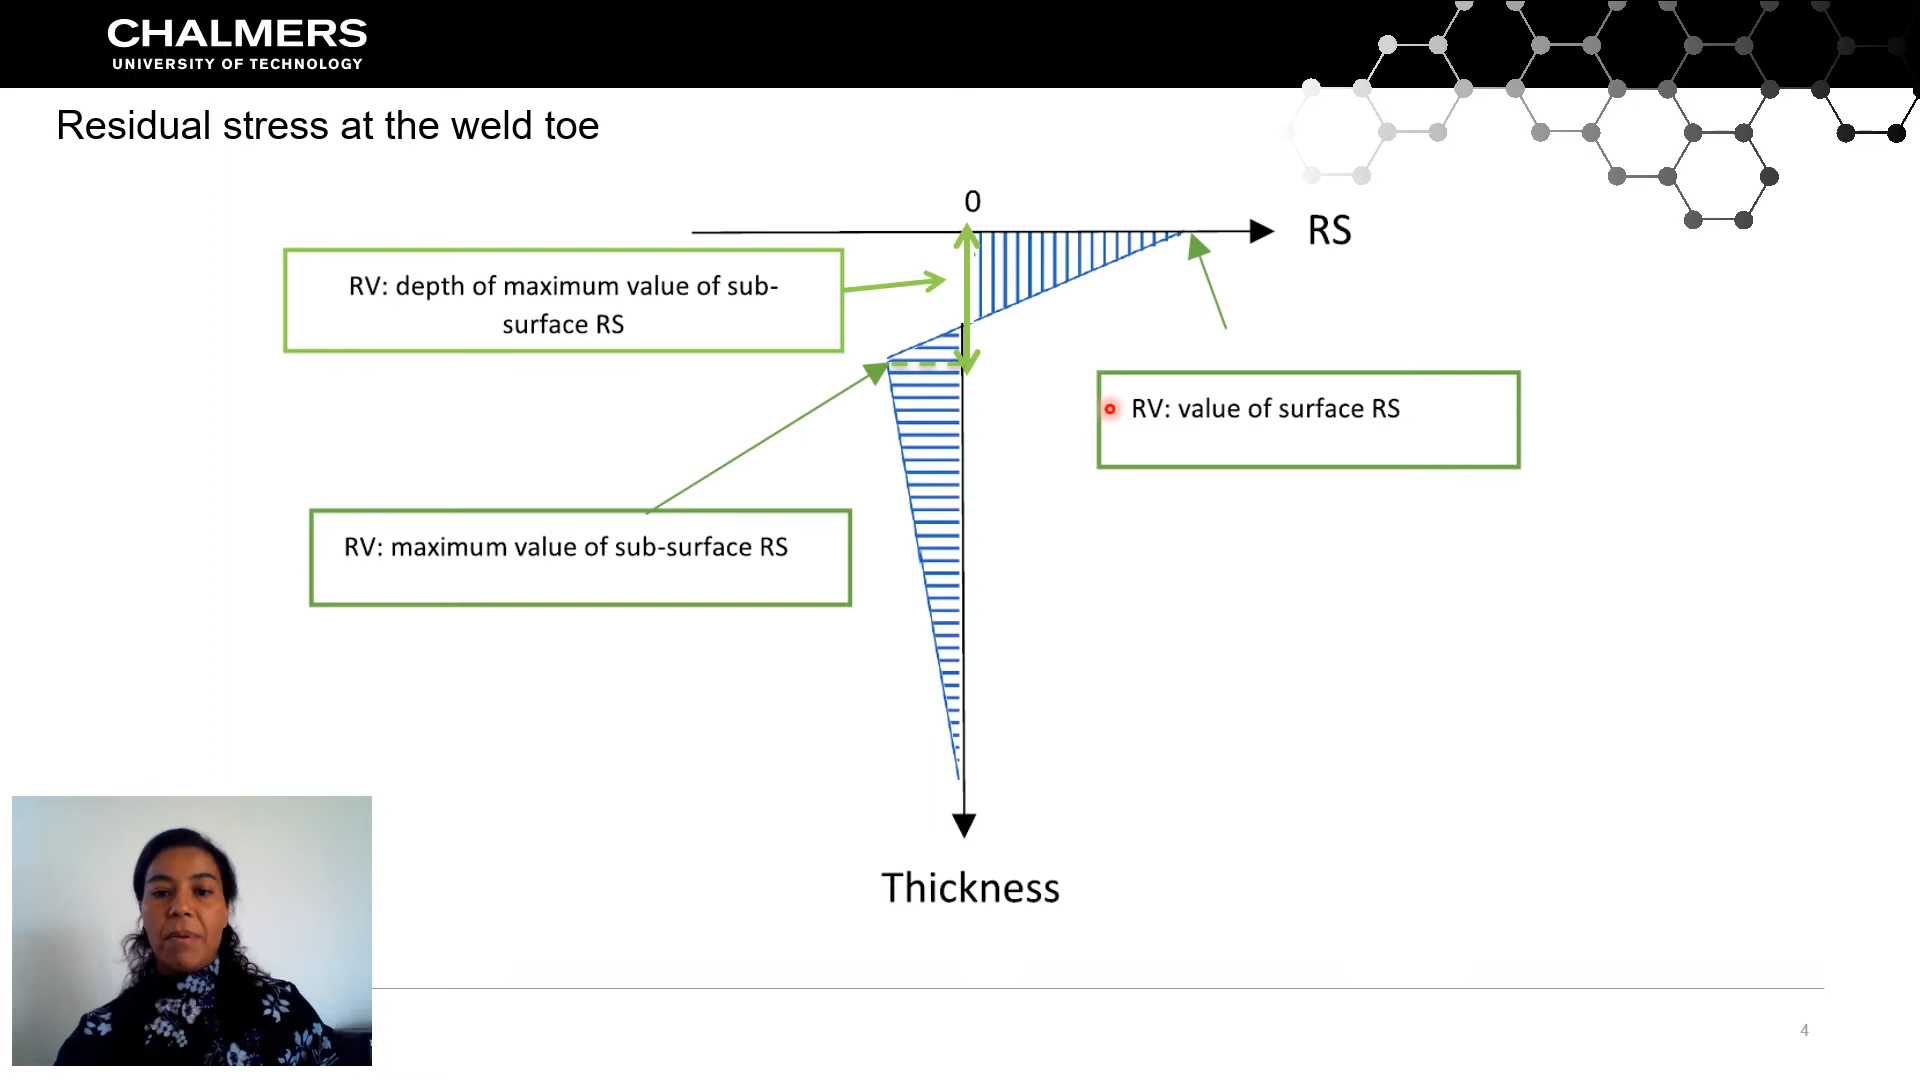 CHALMERS
UNIVERSITY OF TECHNOLOGY
Residual stress at the weld toe
0
RS
RV: depth of maximum value of sub-
surface RS
RV: value of surface RS
RV: maximum value of sub-surface RS
Thickness
4